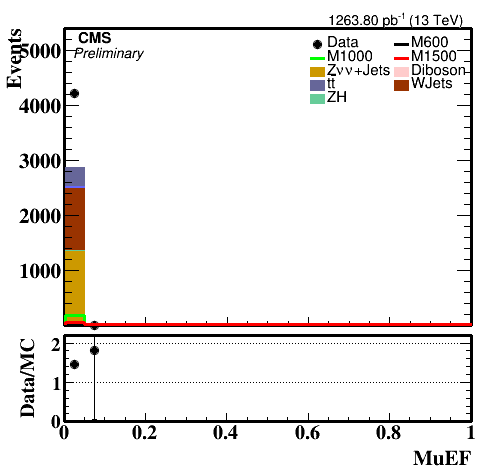 1263.80 pb⁻¹ (13 TeV)
CMS
Preliminary
Events
5000
4000
3000
2000
1000
Data
M600
M1000
M1500
Zνν+Jets
Diboson
tt
WJets
ZH
Data/MC
2
1
0
0 0.2 0.4 0.6 0.8 1
MuEF